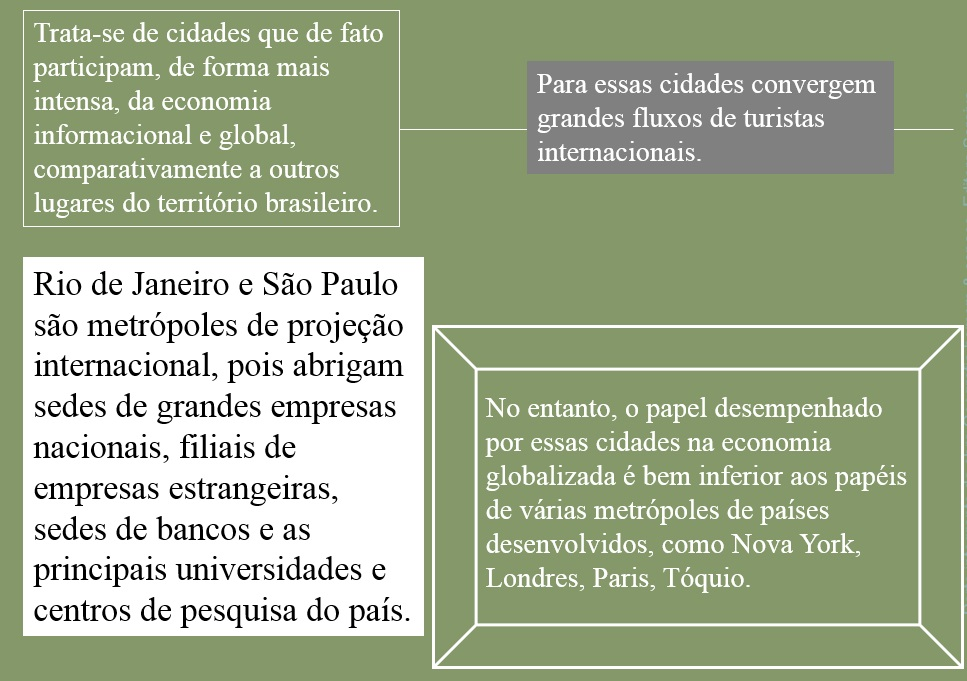 Trata-se de cidades que de fato
participam, de forma mais
intensa, da economia
informacional e global,
comparativamente a outros
lugares do território brasileiro.
Para essas cidades convergem
grandes fluxos de turistas
internacionais.
Rio de Janeiro e São Paulo
são metrópoles de projeção
internacional, pois abrigam
sedes de grandes empresas
nacionais, filiais de
empresas estrangeiras,
sedes de bancos e as
principais universidades e
centros de pesquisa do país.
No entanto, o papel desempenhado
por essas cidades na economia
globalizada é bem inferior aos papéis
de várias metrópoles de países
desenvolvidos, como Nova York,
Londres, Paris, Tóquio.